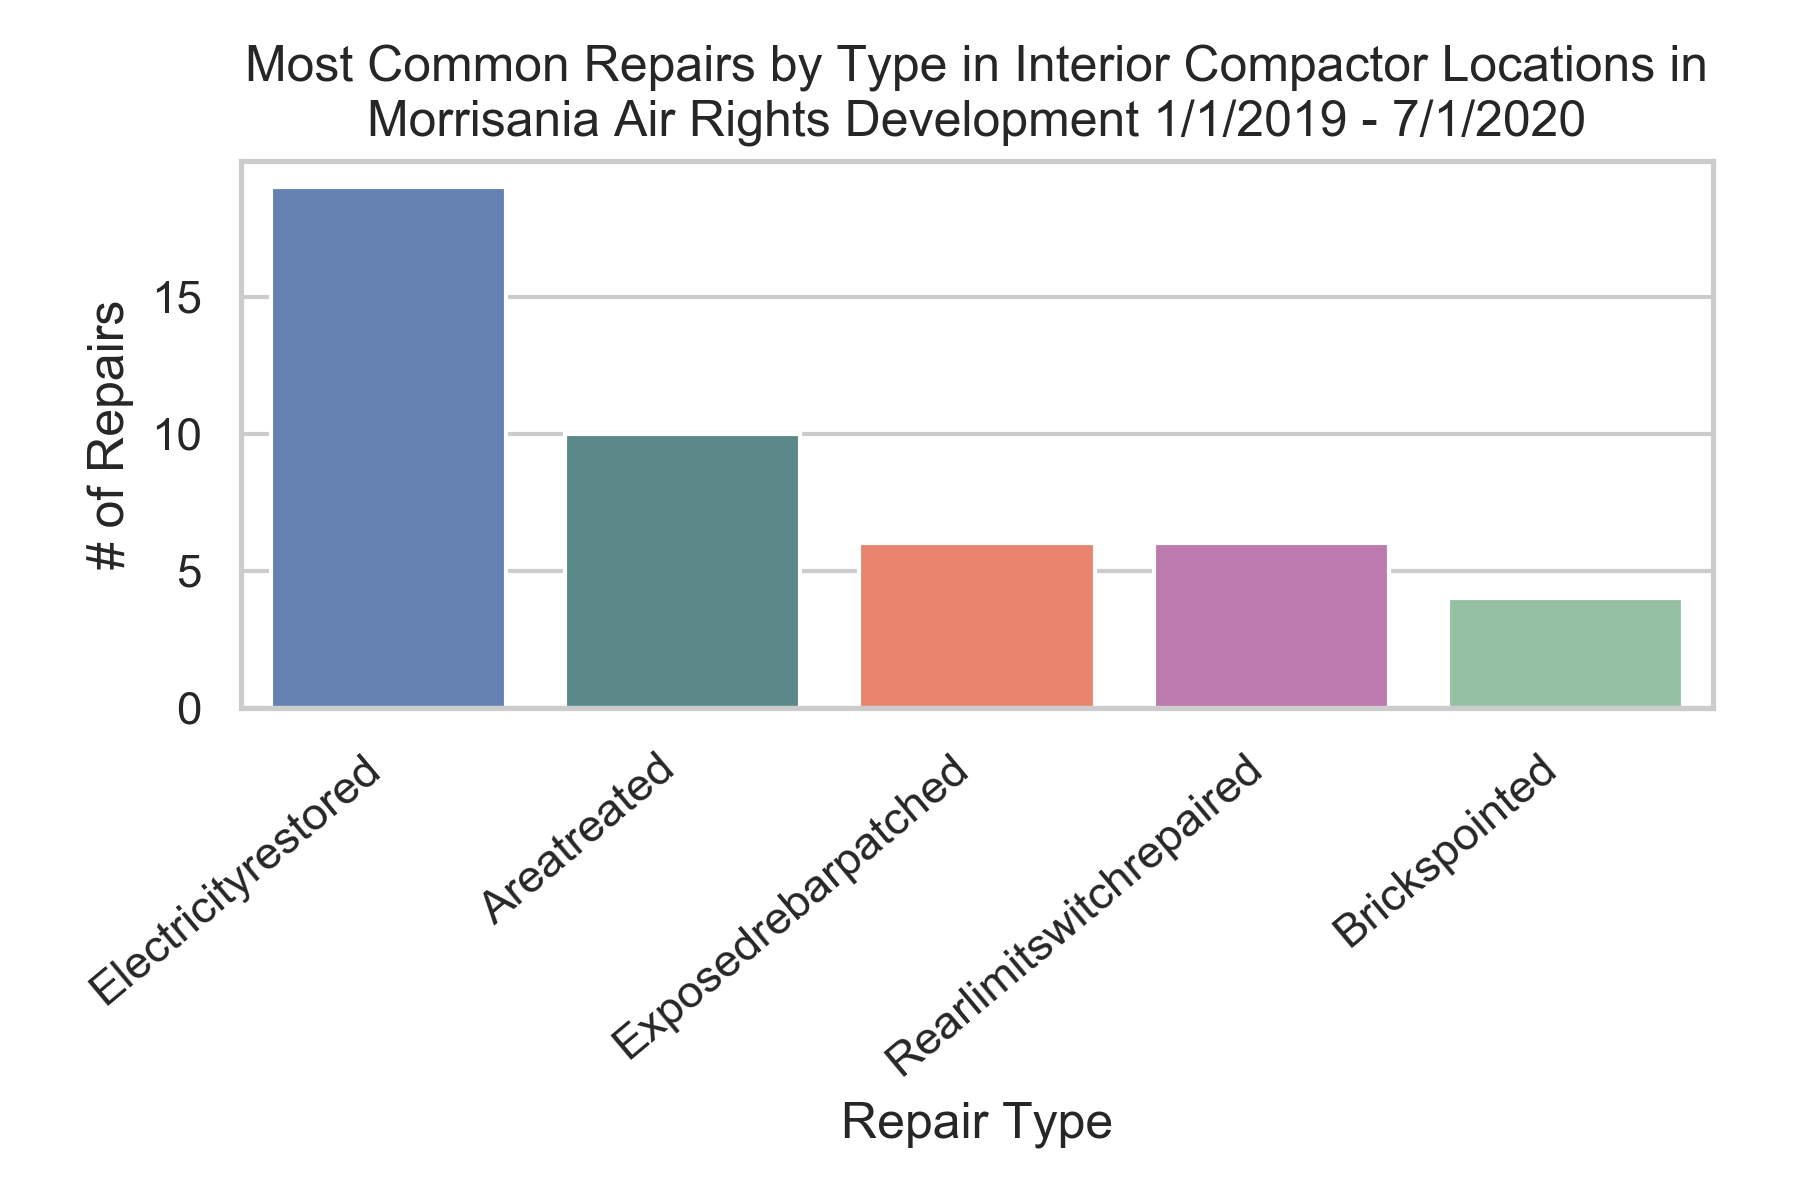 Most Common Repairs by Type in Interior Compactor Locations in
Morrisania Air Rights Development 1/1/2019 - 7/1/2020
# of Repairs
15
10
5
0
Electricityrestored
Areatreated
Exposedrebarpatched
Rearlimitswitchrepaired
Brickspointed
Repair Type